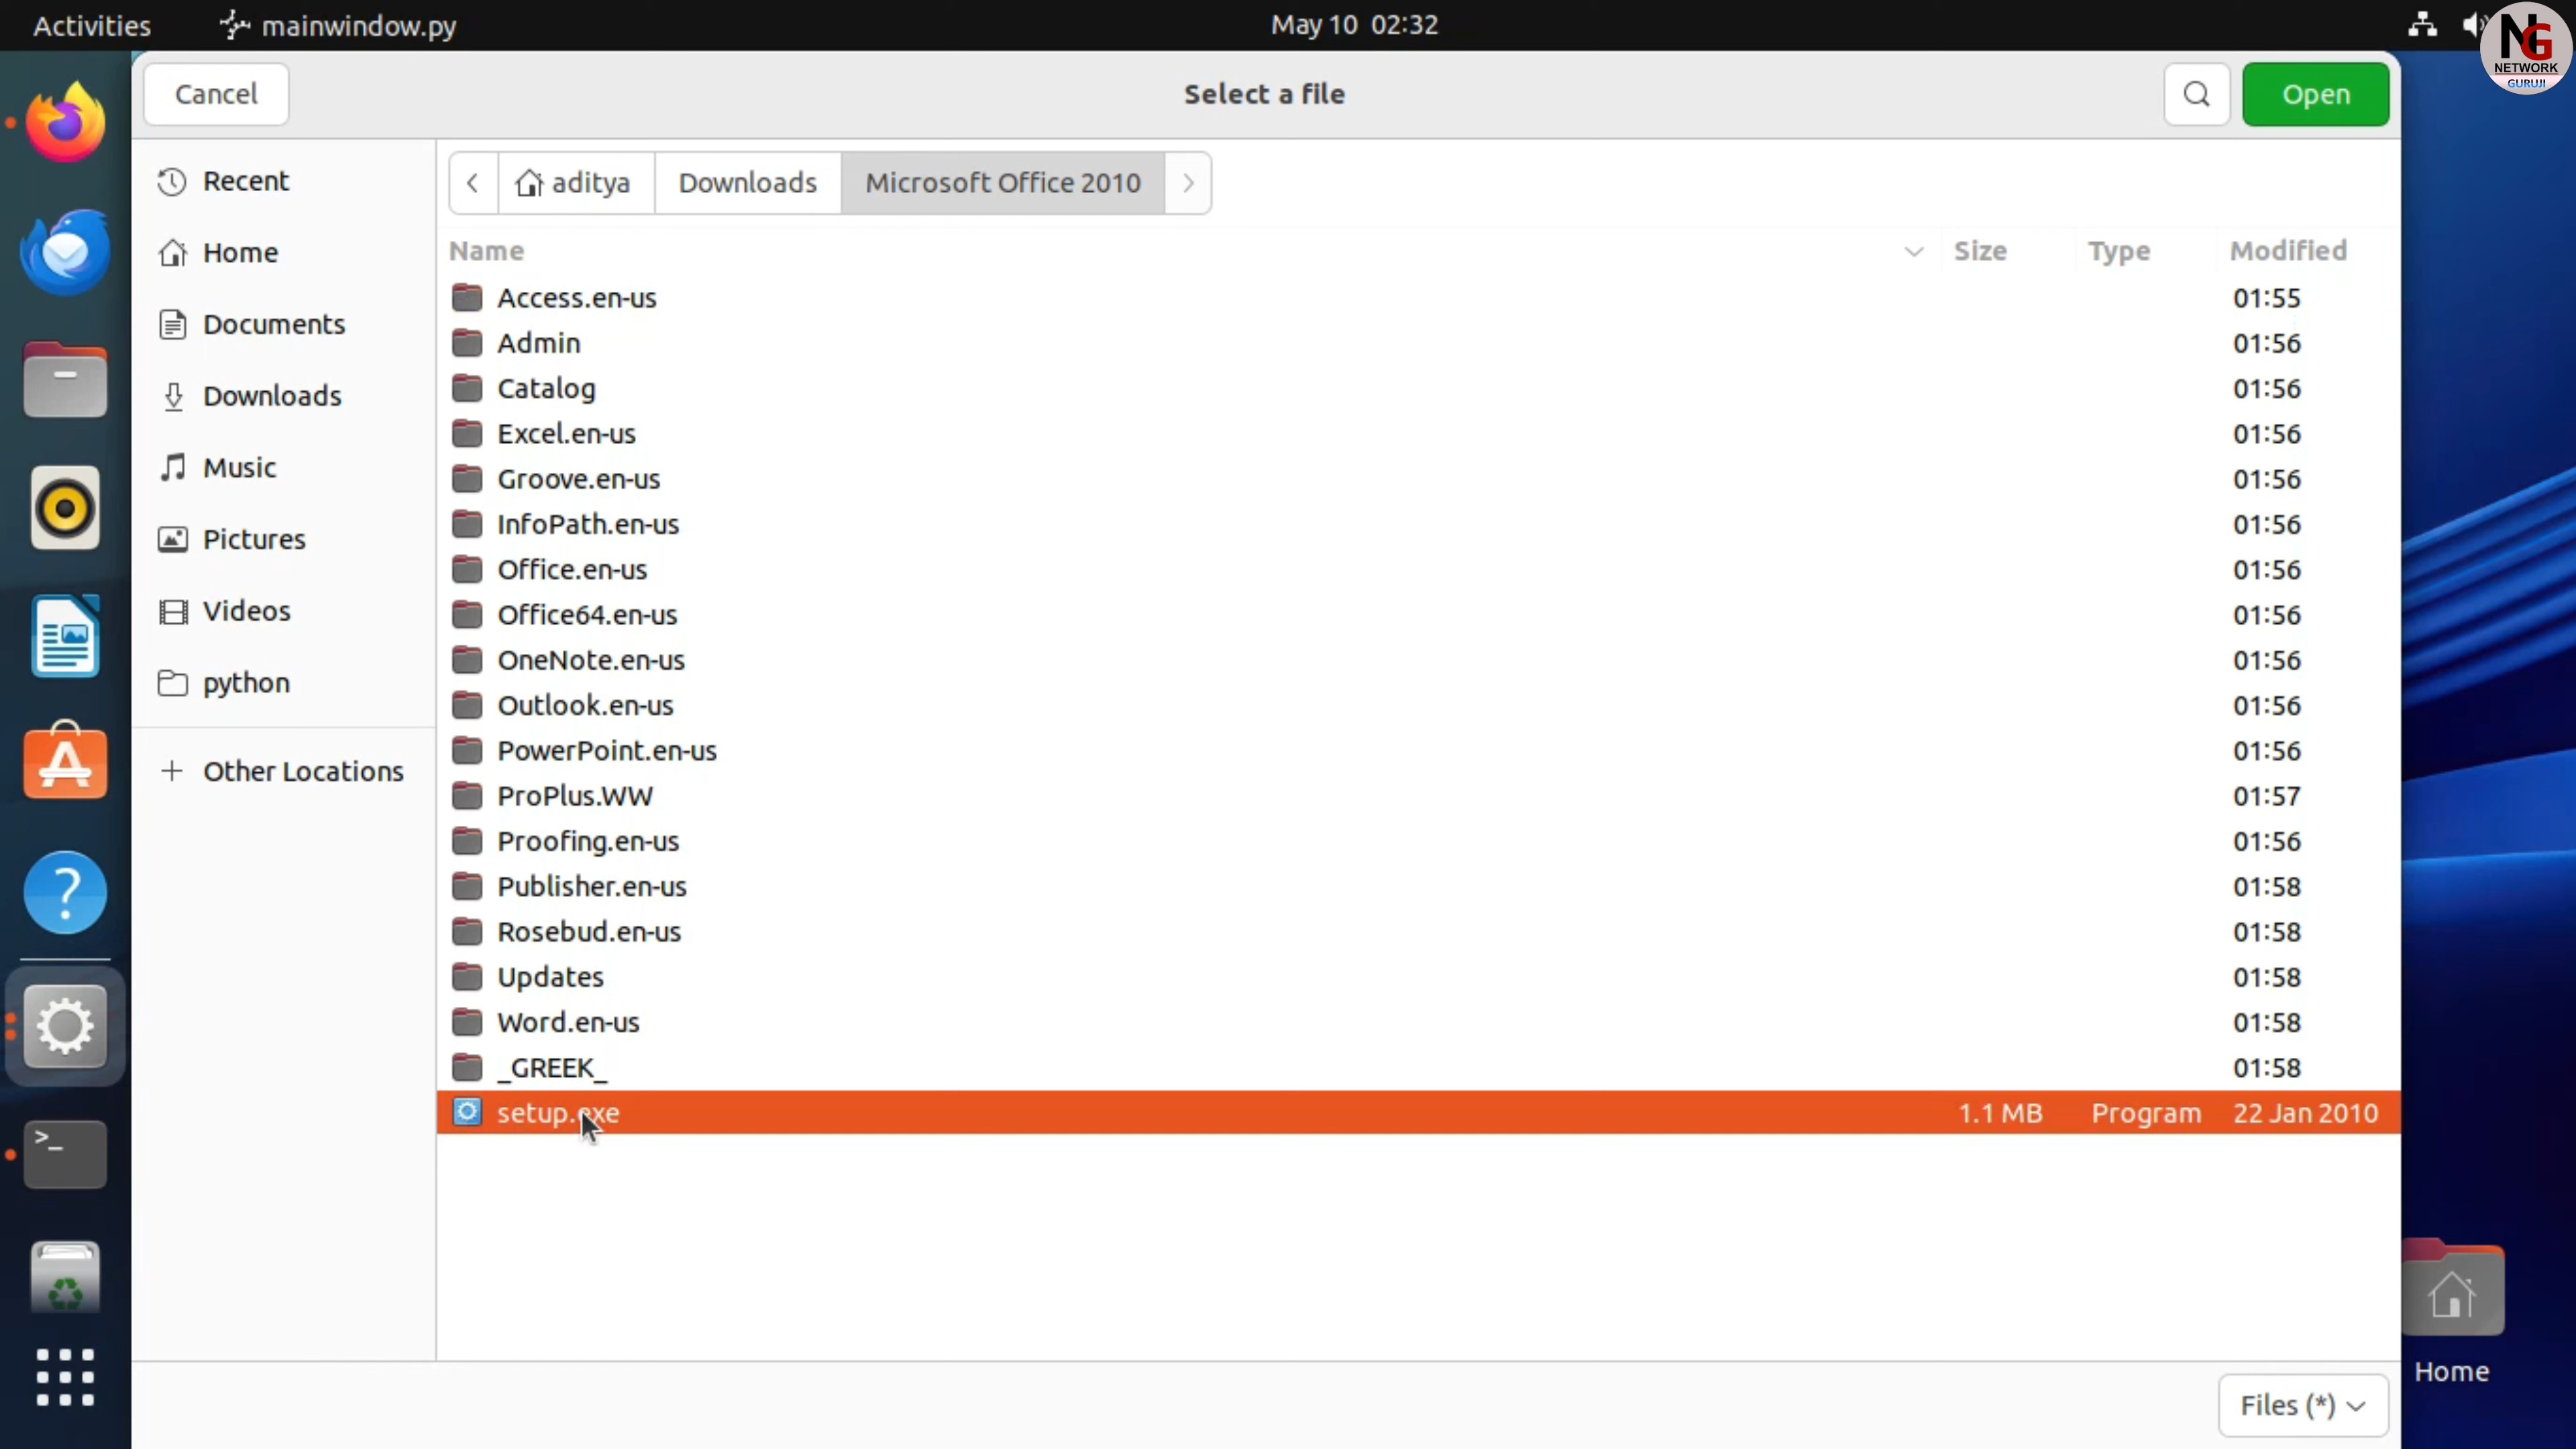 Activities mainwindow.py May 10 02:32
NG
NETWORK
GURUJI
Cancel Select a file Open
Recent
Home
Documents
Downloads
Music
Pictures
Videos
python
Other Locations
aditya Downloads Microsoft Office 2010
Name Size Type Modified
Access.en-us 01:55
Admin 01:56
Catalog 01:56
Excel.en-us 01:56
Groove.en-us 01:56
InfoPath.en-us 01:56
Office.en-us 01:56
Office64.en-us 01:56
OneNote.en-us 01:56
Outlook.en-us 01:56
PowerPoint.en-us 01:56
ProPlus.WW 01:57
Proofing.en-us 01:56
Publisher.en-us 01:58
Rosebud.en-us 01:58
Updates 01:58
Word.en-us 01:58
_GREEK_ 01:58
setup.exe 1.1 MB Program 22 Jan 2010
Files (*)
Home